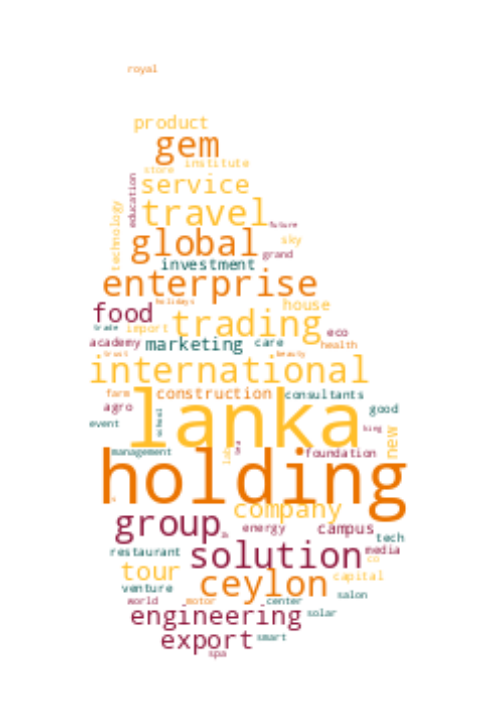 royal
product
gem
institute
store
service
education
travel
technology
future
global
sky
grand
investment
enterprise
holidays
house
food
trading
trade
import
eco
academy
marketing
care
health
trust
beauty
international
farm
construction
consultants
lanka
agro
good
event
school
king
new
management
lab
foundation
holding
company
group
energy
campus
tech
solution
restaurant
media
co
tour
capital
ceylon
venture
salon
world
motor
center
engineering
solar
export
smart
spa